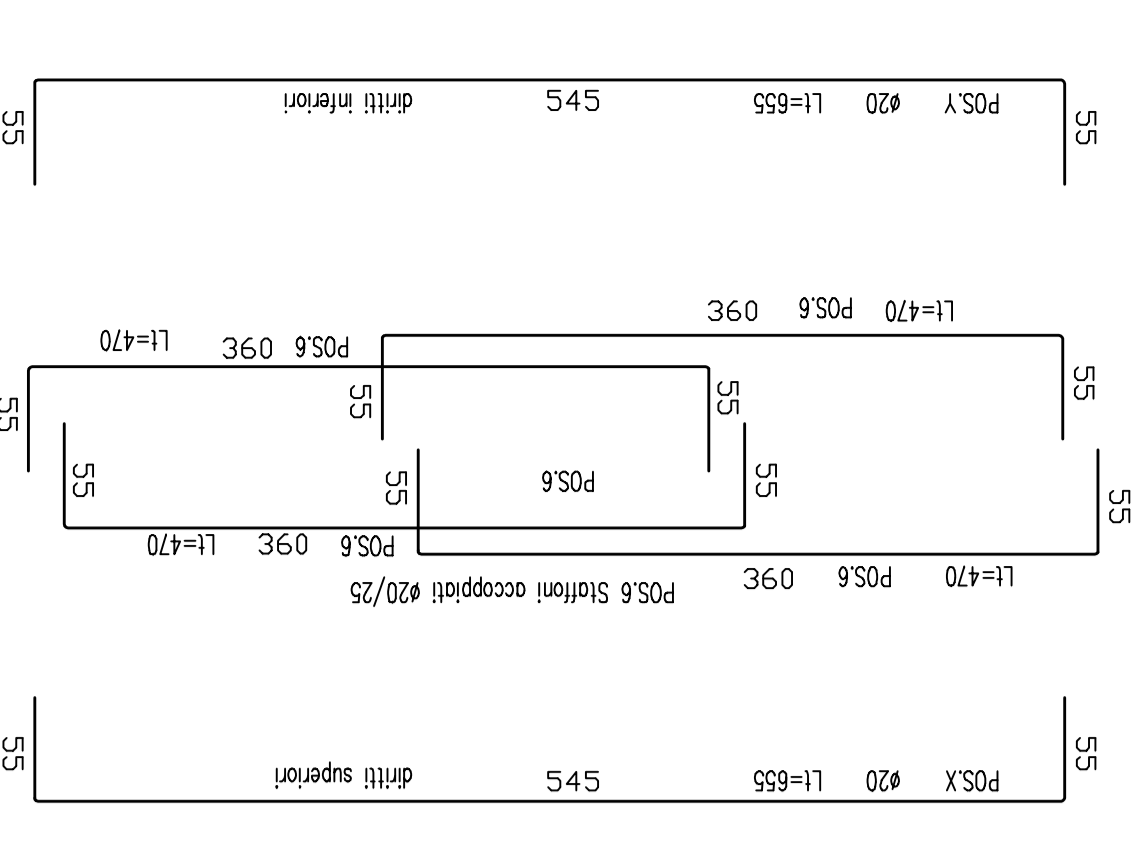 POS.X ø20 Lt=655 545 diritti superiori
55
55
POS.6 Staffoni accoppiati ø20/25
Lt=470 POS.6 360
POS.6 360 Lt=470
55
55
55
55
POS.6
55
55
55
55
Lt=470 POS.6 360
POS.6 360 Lt=470
55
55
POS.Y ø20 Lt=655 545 diritti inferiori